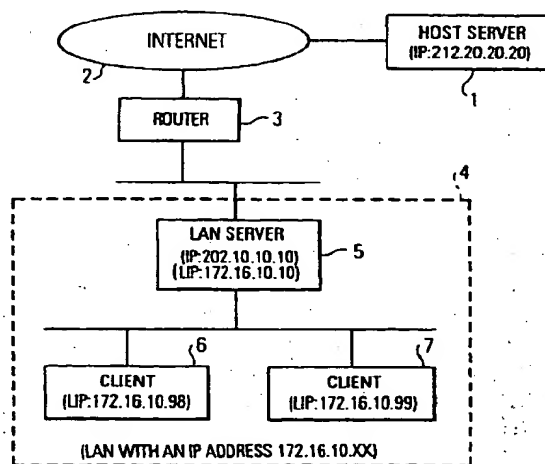 INTERNET
2
HOST SERVER
(IP:212.20.20.20)
1
ROUTER
3
4
LAN SERVER
(IP:202.10.10.10)
(LIP:172.16.10.10)
5
6
CLIENT
(LIP:172.16.10.98)
7
CLIENT
(LIP:172.16.10.99)
(LAN WITH AN IP ADDRESS 172.16.10.XX)